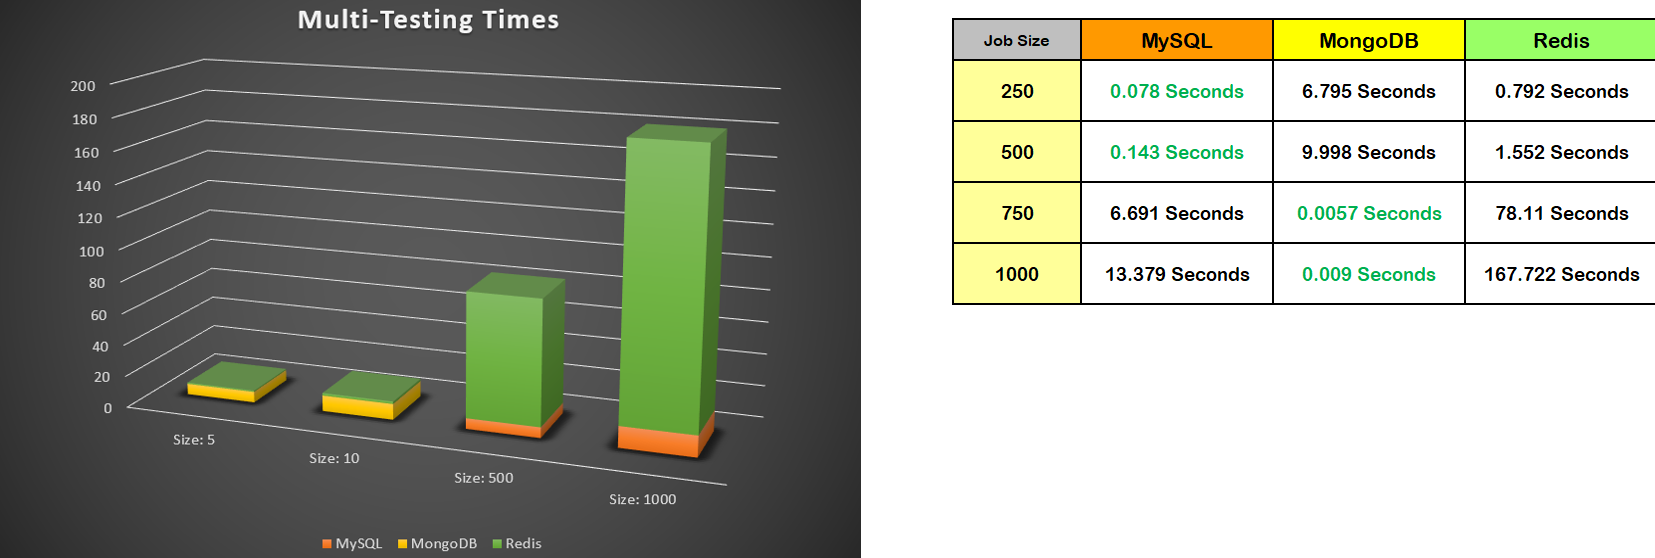 Multi-Testing Times
200
180
160
140
120
100
80
60
40
20
0
Size: 5
Size: 10
Size: 500
Size: 1000
MySQL MongoDB Redis
Job Size MySQL MongoDB Redis
250 0.078 Seconds 6.795 Seconds 0.792 Seconds
500 0.143 Seconds 9.998 Seconds 1.552 Seconds
750 6.691 Seconds 0.0057 Seconds 78.11 Seconds
1000 13.379 Seconds 0.009 Seconds 167.722 Seconds